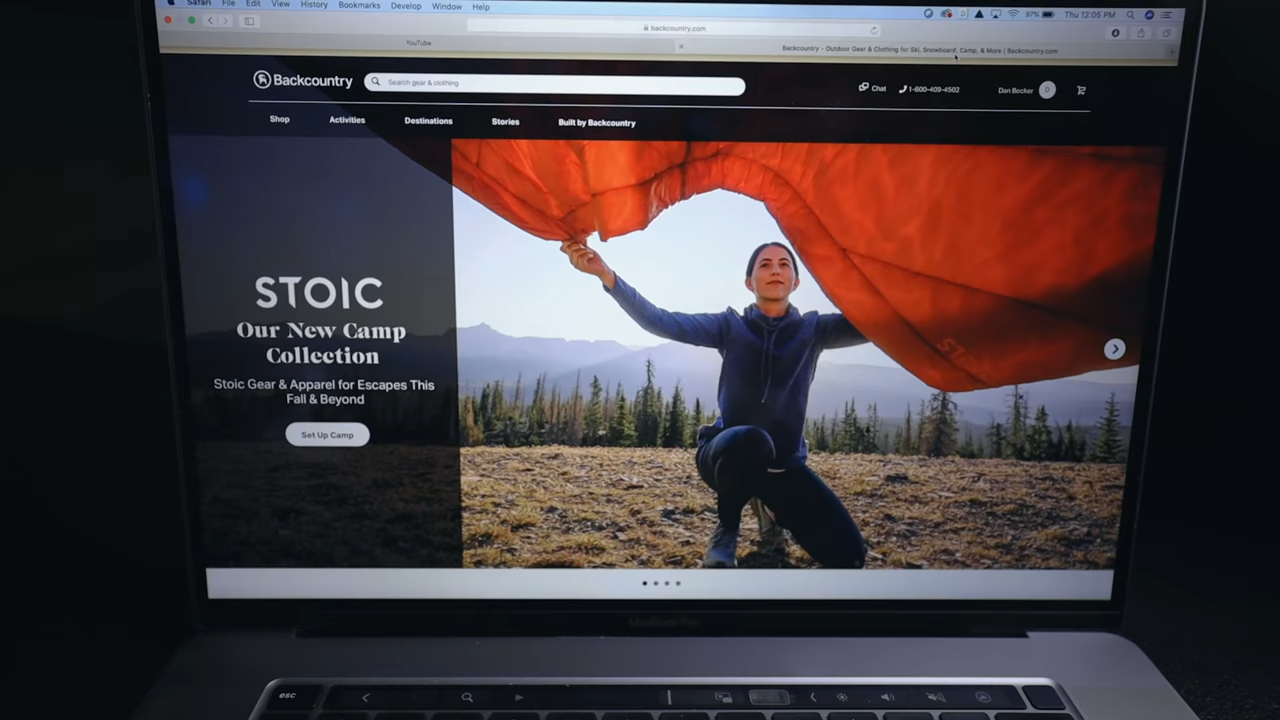 Safari File Edit View History Bookmarks Develop Window Help 97% Thu 12:05 PM
backcountry.com
YouTube
Backcountry - Outdoor Gear & Clothing for Ski, Snowboard, Camp, & More | Backcountry.com
Backcountry Search gear & clothing Chat 1-800-409-4502 Dan Becker D
Shop Activities Destinations Stories Built by Backcountry
STOIC
Our New Camp
Collection
Stoic Gear & Apparel for Escapes This
Fall & Beyond
Set Up Camp
MacBook Pro
esc